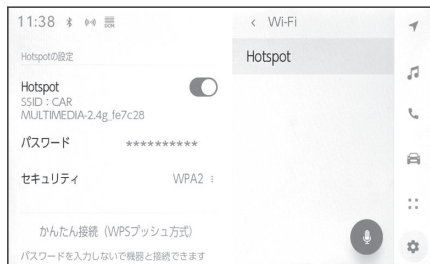 11:38
Hotspotの設定
Hotspot
SSID：CAR
MULTIMEDIA-2.4g_fe7c28
パスワード **********
セキュリティ WPA2
かんたん接続（WPSプッシュ方式）
パスワードを入力しないで機器と接続できます
< Wi-Fi
Hotspot